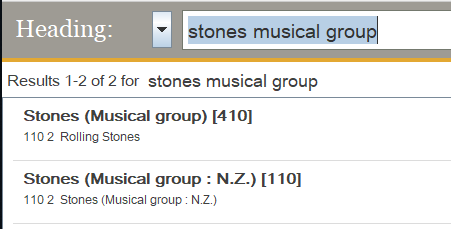 Heading: stones musical group
Results 1-2 of 2 for stones musical group
Stones (Musical group) [410]
110 2 Rolling Stones
Stones (Musical group : N.Z.) [110]
110 2 Stones (Musical group : N.Z.)